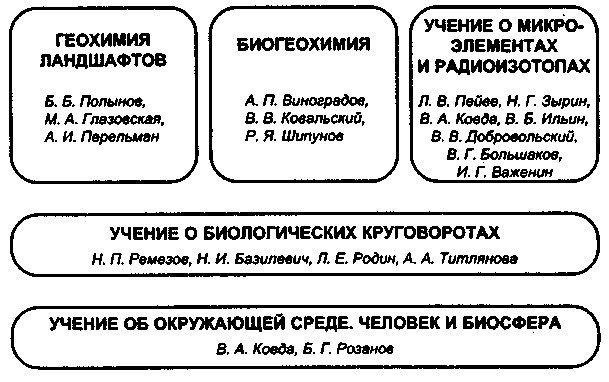 ГЕОХИМИЯ
ЛАНДШАФТОВ
Б. Б. Полынов,
М. А. Глазовская,
А. И. Перельман
БИОГЕОХИМИЯ
А. П. Виноградов,
В. В. Ковальский,
Р. Я. Шипунов
УЧЕНИЕ О МИКРО-
ЭЛЕМЕНТАХ
И РАДИОИЗОТОПАХ
Л. В. Пейве, Н. Г. Зырин,
В. А. Ковда, В. Б. Ильин,
В. В. Добровольский,
В. Г. Большаков,
И. Г. Важенин
УЧЕНИЕ О БИОЛОГИЧЕСКИХ КРУГОВОРОТАХ
Н. П. Ремезов, Н. И. Базилевич, Л. Е. Родин, А. А. Титлянова
УЧЕНИЕ ОБ ОКРУЖАЮЩЕЙ СРЕДЕ. ЧЕЛОВЕК И БИОСФЕРА
В. А. Ковда, Б. Г. Розанов